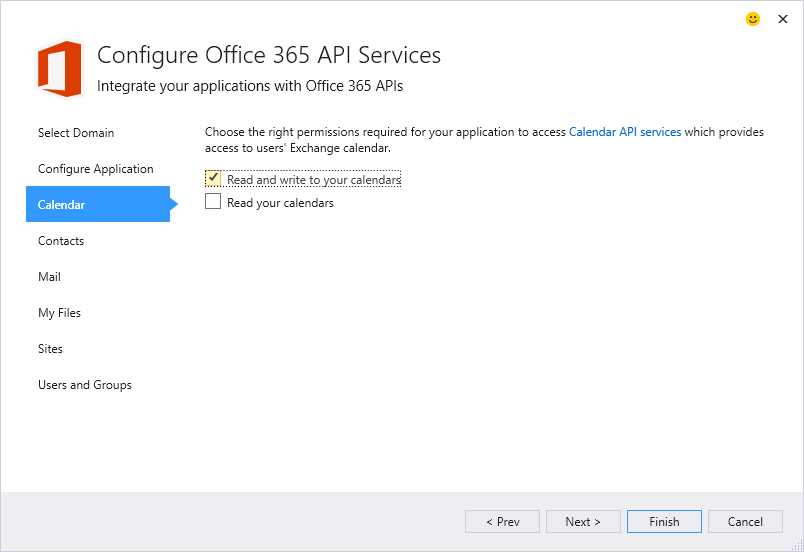 Configure Office 365 API Services
Integrate your applications with Office 365 APIs
Select Domain
Configure Application
Calendar
Contacts
Mail
My Files
Sites
Users and Groups
Choose the right permissions required for your application to access Calendar API services which provides
access to users' Exchange calendar.
Read and write to your calendars
Read your calendars
< Prev
Next >
Finish
Cancel